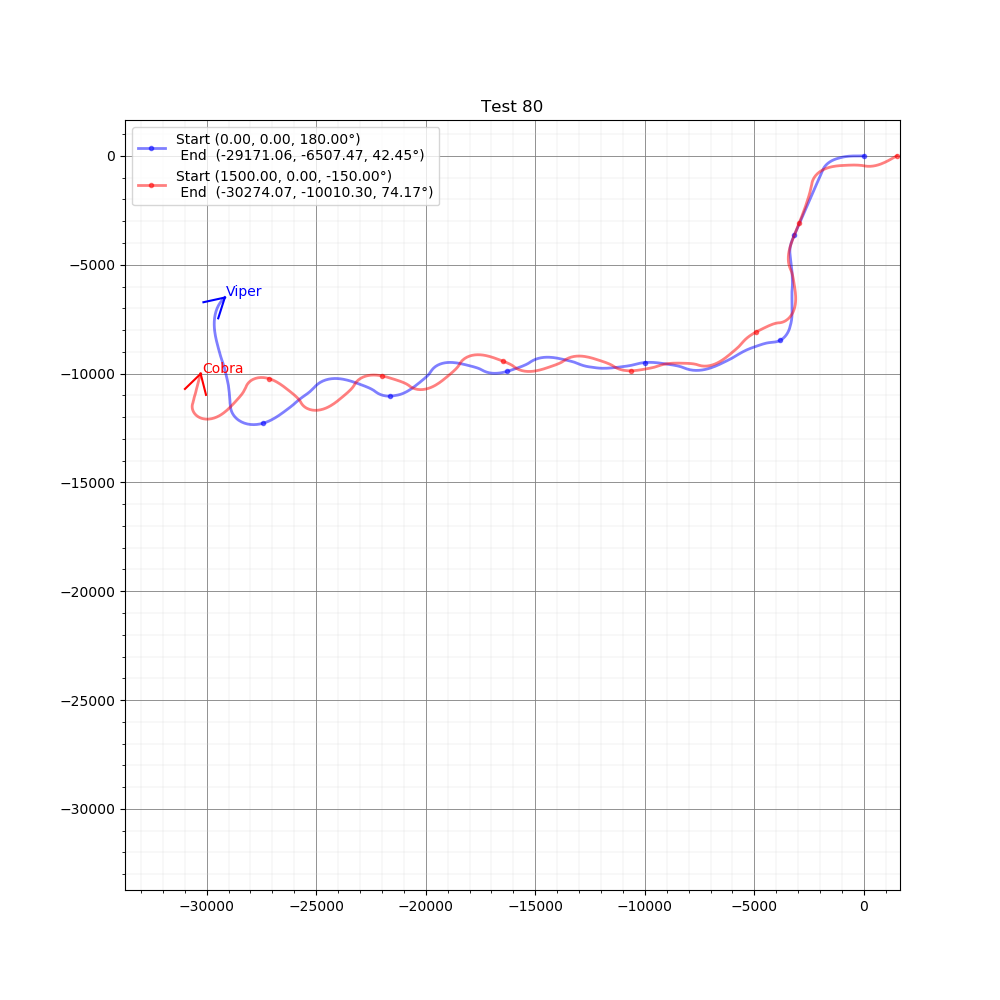 Test 80
Start (0.00, 0.00, 180.00°)
End  (-29171.06, -6507.47, 42.45°)
Start (1500.00, 0.00, -150.00°)
End  (-30274.07, -10010.30, 74.17°)
0
−5000
−10000
−15000
−20000
−25000
−30000
Viper
Cobra
−30000 −25000 −20000 −15000 −10000 −5000 0